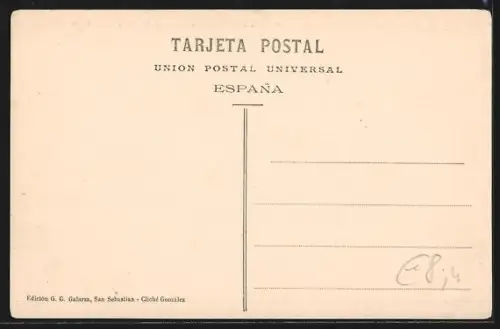 TARJETA POSTAL
UNION POSTAL UNIVERSAL
ESPAÑA
Edición G. G. Galarza, San Sebastian - Cliché González